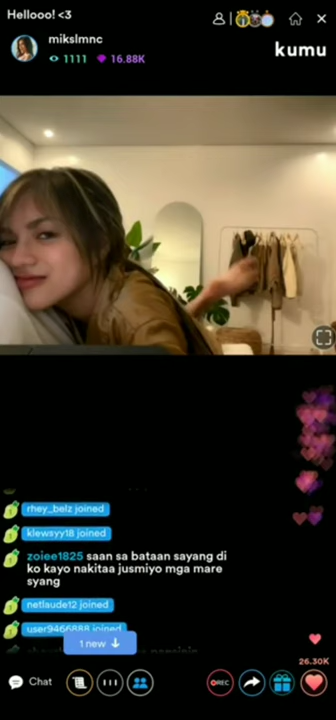 Hellooo! <3
mikslmnc
1111 16.88K
kumu
rhey_belz joined
klewsyy18 joined
zoiee1825 saan sa bataan sayang di
ko kayo nakitaa jusmiyo mga mare
syang
netlaude12 joined
user9466888 joined
1 new
26.30K
Chat
REC